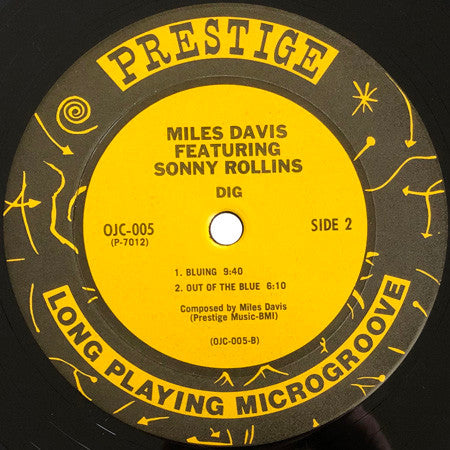 PRESTIGE
MILES DAVIS
FEATURING
SONNY ROLLINS
DIG
OJC-005
(P-7012)
SIDE 2
1. BLUING 9:40
2. OUT OF THE BLUE 6:10
Composed by Miles Davis
(Prestige Music-BMI)
(OJC-005-B)
LONG PLAYING MICROGROOVE